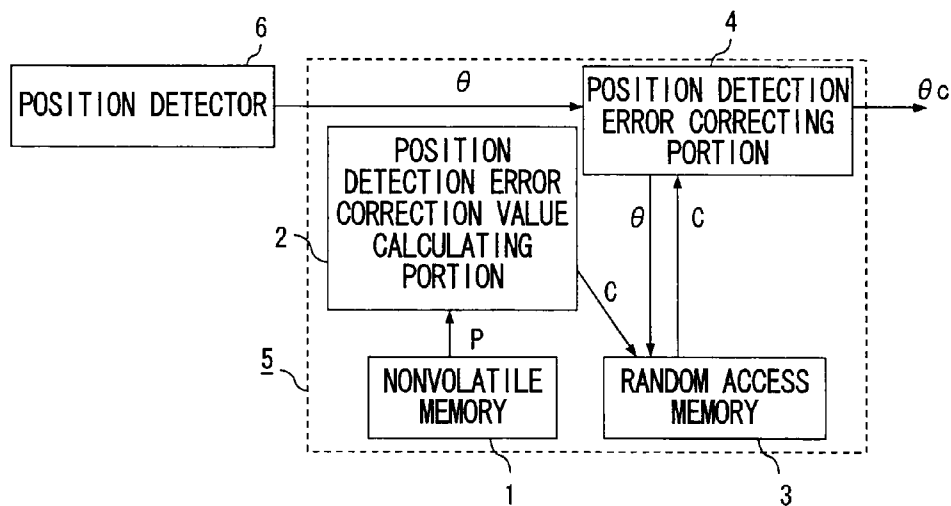 6
4
POSITION DETECTOR
θ
POSITION DETECTION
ERROR CORRECTING
PORTION
θc
POSITION
DETECTION ERROR
CORRECTION VALUE
CALCULATING
PORTION
2
θ
C
C
P
5
NONVOLATILE
MEMORY
RANDOM ACCESS
MEMORY
1
3